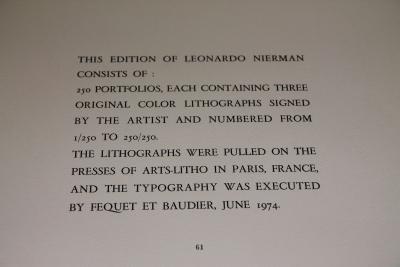 THIS EDITION OF LEONARDO NIERMAN
CONSISTS OF :
250 PORTFOLIOS, EACH CONTAINING THREE
ORIGINAL COLOR LITHOGRAPHS SIGNED
BY THE ARTIST AND NUMBERED FROM
1/250 TO 250/250.
THE LITHOGRAPHS WERE PULLED ON THE
PRESSES OF ARTS-LITHO IN PARIS, FRANCE,
AND THE TYPOGRAPHY WAS EXECUTED
BY FEQUET ET BAUDIER, JUNE 1974.
61